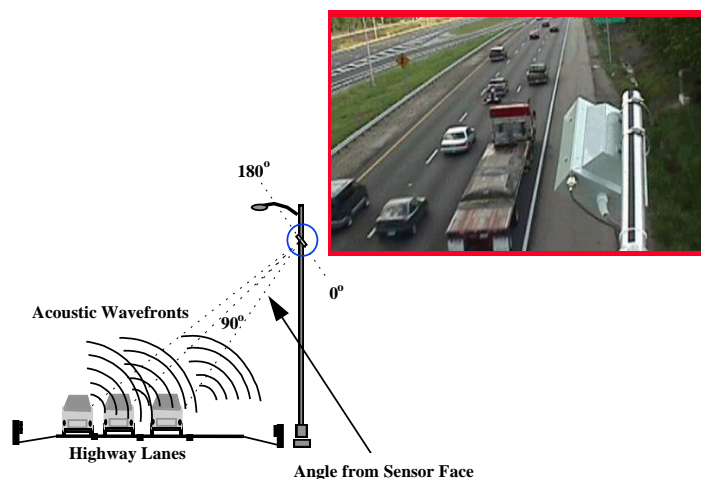 180°
0°
Acoustic Wavefronts
90°
Highway Lanes
Angle from Sensor Face